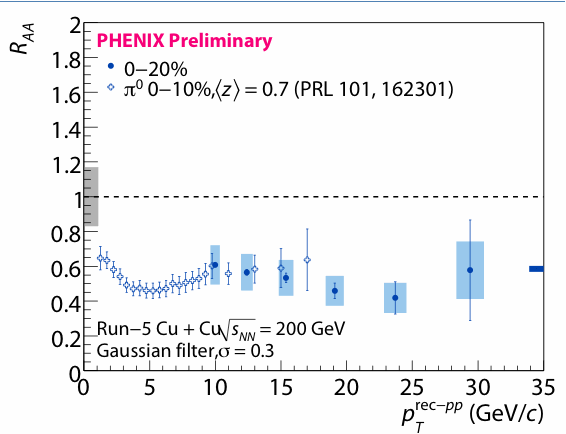 R_AA
2
1.8
1.6
1.4
1.2
1
0.8
0.6
0.4
0.2
0
PHENIX Preliminary
0−20%
π⁰ 0−10%,⟨z⟩ = 0.7 (PRL 101, 162301)
Run−5 Cu + Cu√s_NN = 200 GeV
Gaussian filter,σ = 0.3
0 5 10 15 20 25 30 35
p_T^rec−pp (GeV/c)